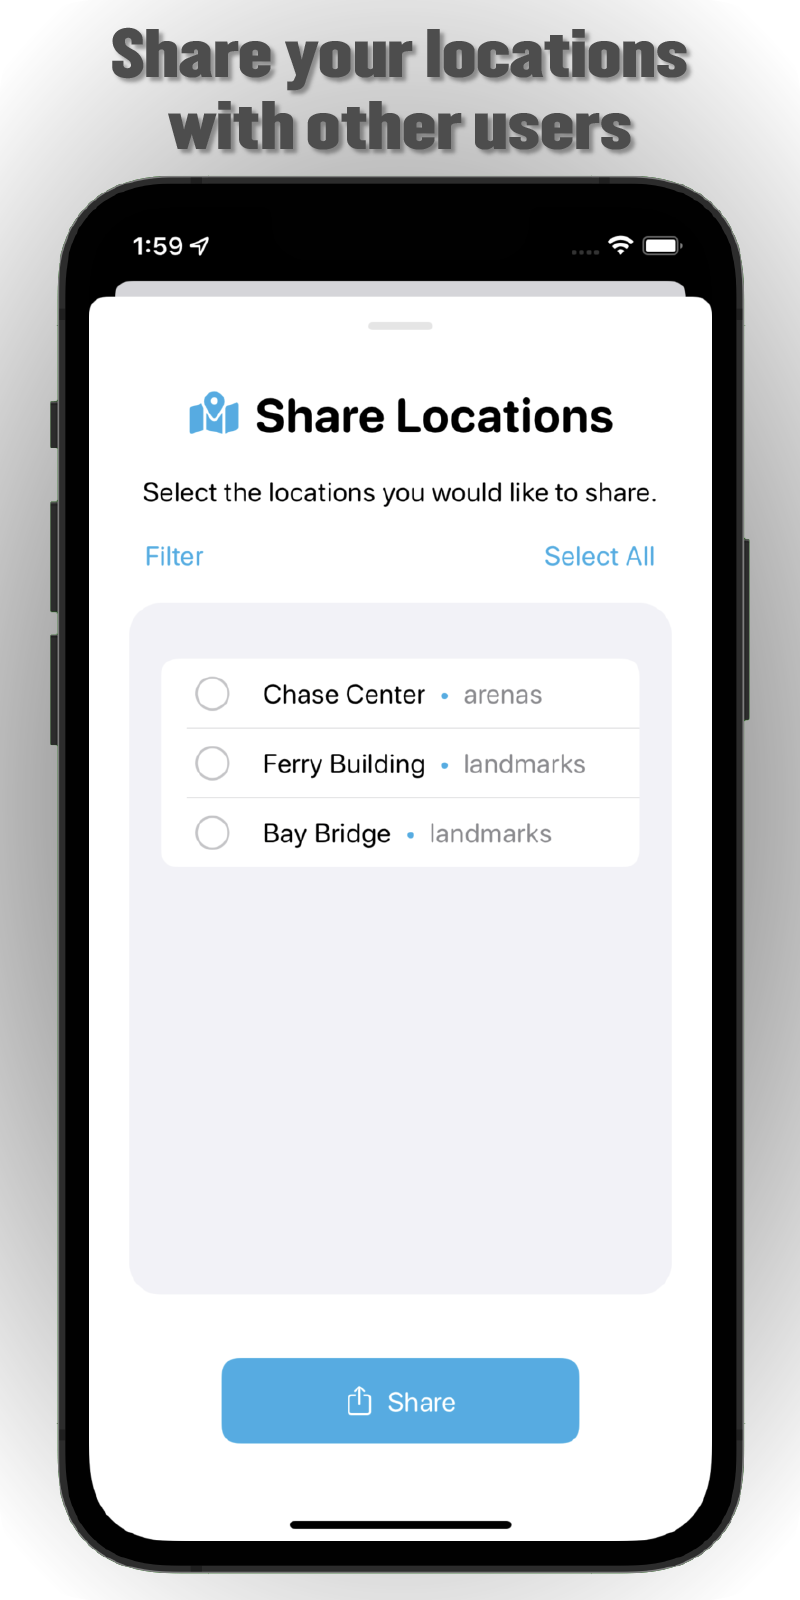 Share your locations
with other users
1:59
Share Locations
Select the locations you would like to share.
Filter
Select All
Chase Center • arenas
Ferry Building • landmarks
Bay Bridge • landmarks
Share